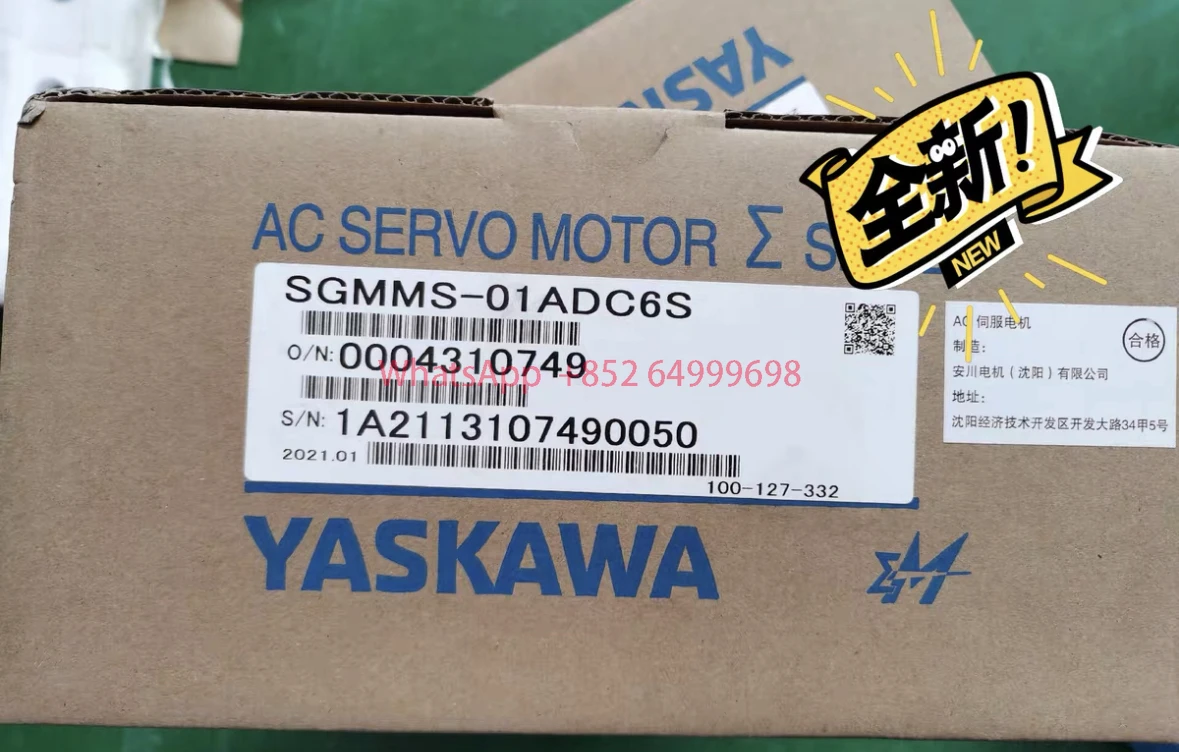 YASK
全新!
NEW
AC SERVO MOTOR Σ S
SGMMS-01ADC6S
O/N: 0004310749
WhatsApp +852 64999698
S/N: 1A2113107490050
2021.01
100-127-332
AC 伺服电机
制造:
合格
安川电机(沈阳)有限公司
地址:
沈阳经济技术开发区开发大路34甲5号
YASKAWA
ΣM